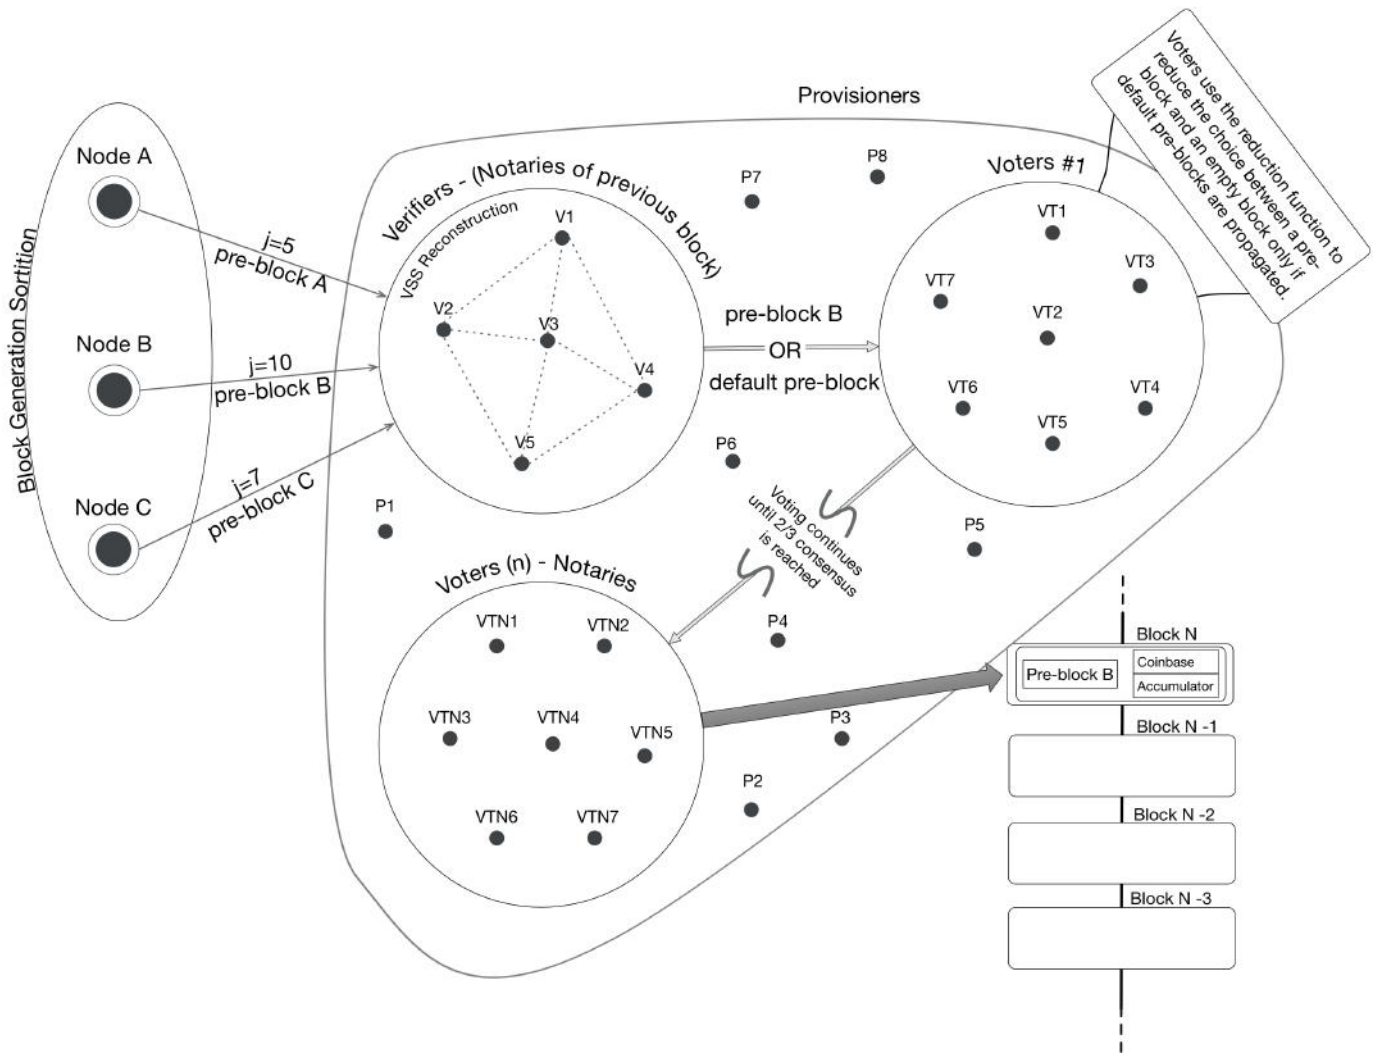 Block Generation Sortition
Node A
Node B
Node C
j=5
pre-block A
j=10
pre-block B
j=7
pre-block C
Provisioners
Verifiers - (Notaries of previous block)
VSS Reconstruction
V1
V2
V3
V4
V5
pre-block B
OR
default pre-block
Voters #1
VT1
VT3
VT7
VT2
VT6
VT4
VT5
Voters use the reduction function to
reduce the choice between a pre-
block and an empty block only if
default pre-blocks are propagated.
P7
P8
P6
P1
P5
P4
P3
P2
Voting continues
until 2/3 consensus
is reached
Voters (n) - Notaries
VTN1
VTN2
VTN3
VTN4
VTN5
VTN6
VTN7
Block N
Pre-block B
Coinbase
Accumulator
Block N -1
Block N -2
Block N -3